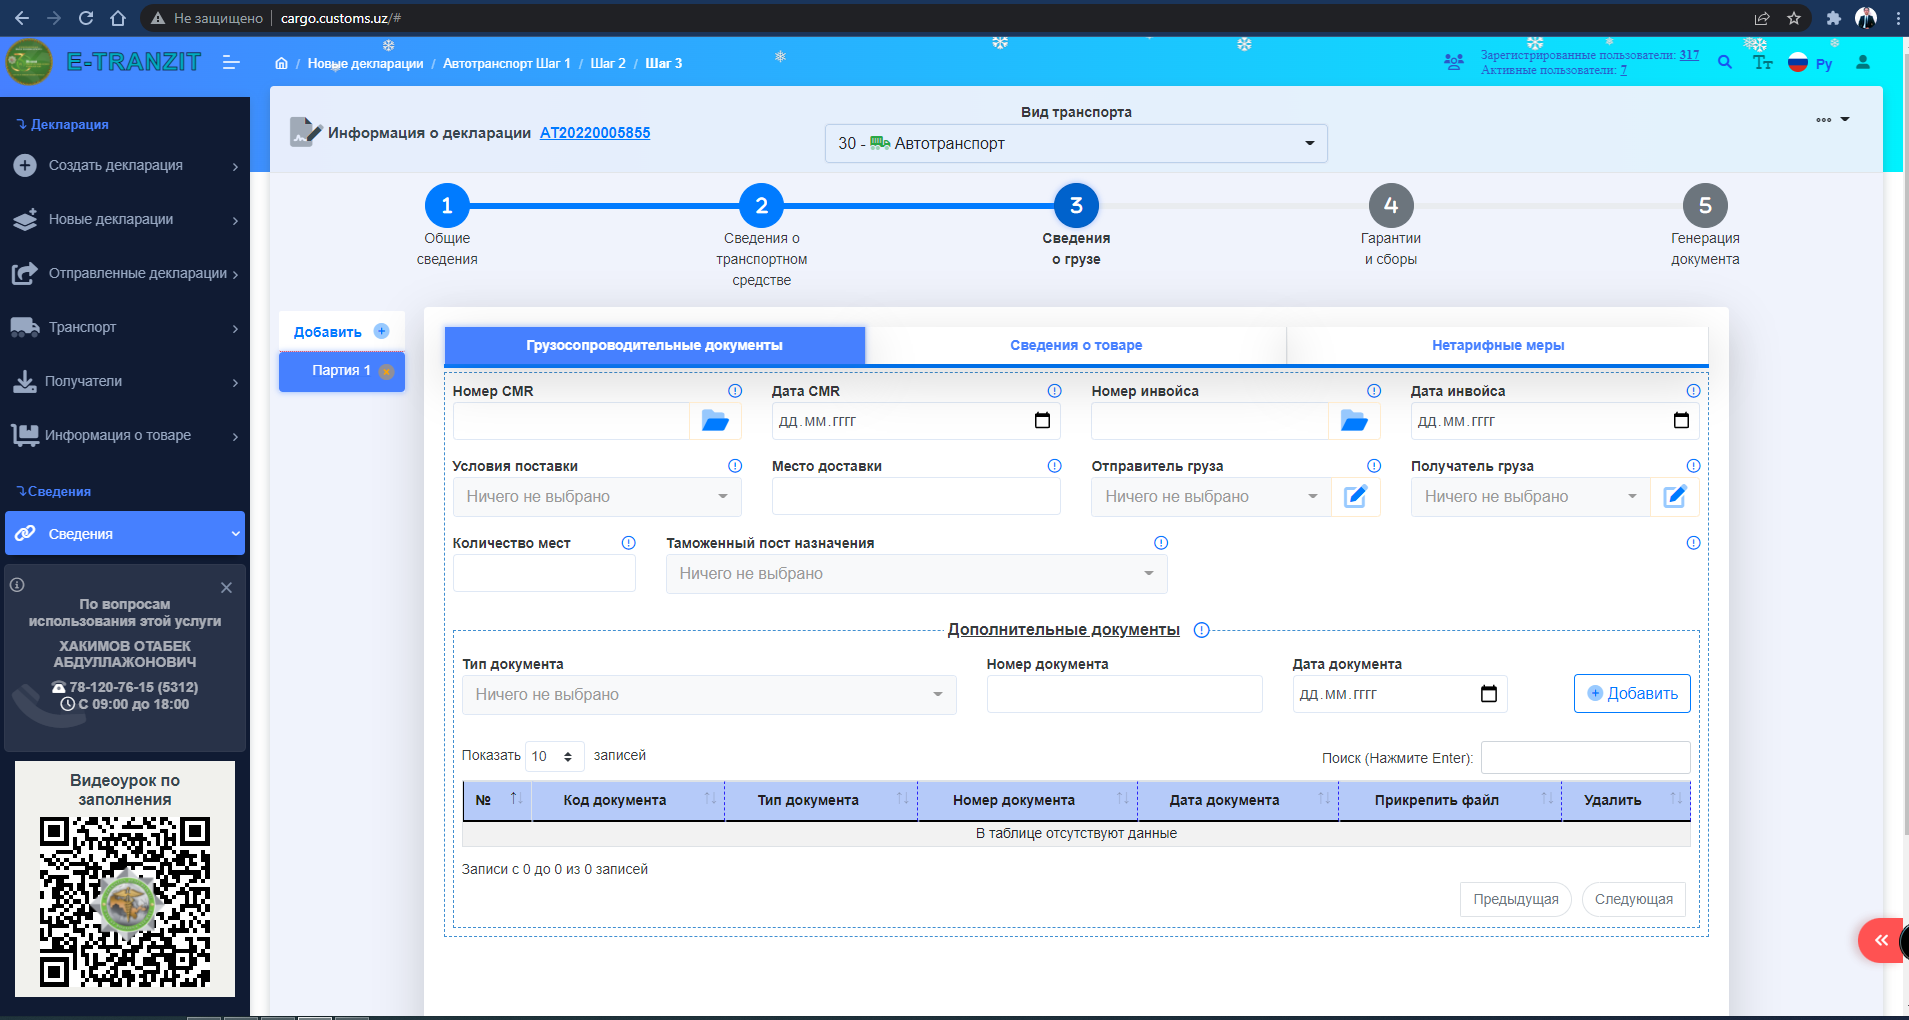 Не защищено
cargo.customs.uz/#
E-TRANZIT
/ Новые декларации / Автотранспорт Шаг 1 / Шаг 2 / Шаг 3
Зарегистрированные пользователи: 317
Активные пользователи: 7
Тт
Ру
Декларация
Создать декларация
Новые декларации
Отправленные декларации
Транспорт
Получатели
Информация о товаре
Сведения
Сведения
По вопросам
использования этой услуги
ХАКИМОВ ОТАБЕК
АБДУЛЛАЖОНОВИЧ
78-120-76-15 (5312)
С 09:00 до 18:00
Видеоурок по
заполнения
Информация о декларации AT20220005855
Вид транспорта
30 - Автотранспорт
1
Общие
сведения
2
Сведения о
транспортном
средстве
3
Сведения
о грузе
4
Гарантии
и сборы
5
Генерация
документа
Добавить
Партия 1
Грузосопроводительные документы
Сведения о товаре
Нетарифные меры
Номер CMR
Дата CMR
ДД.ММ.ГГГГ
Номер инвойса
Дата инвойса
ДД.ММ.ГГГГ
Условия поставки
Ничего не выбрано
Место доставки
Отправитель груза
Ничего не выбрано
Получатель груза
Ничего не выбрано
Количество мест
Таможенный пост назначения
Ничего не выбрано
Дополнительные документы
Тип документа
Ничего не выбрано
Номер документа
Дата документа
ДД.ММ.ГГГГ
Добавить
Показать 10 записей
Поиск (Нажмите Enter):
№ Код документа Тип документа Номер документа Дата документа Прикрепить файл Удалить
В таблице отсутствуют данные
Записи с 0 до 0 из 0 записей
Предыдущая
Следующая